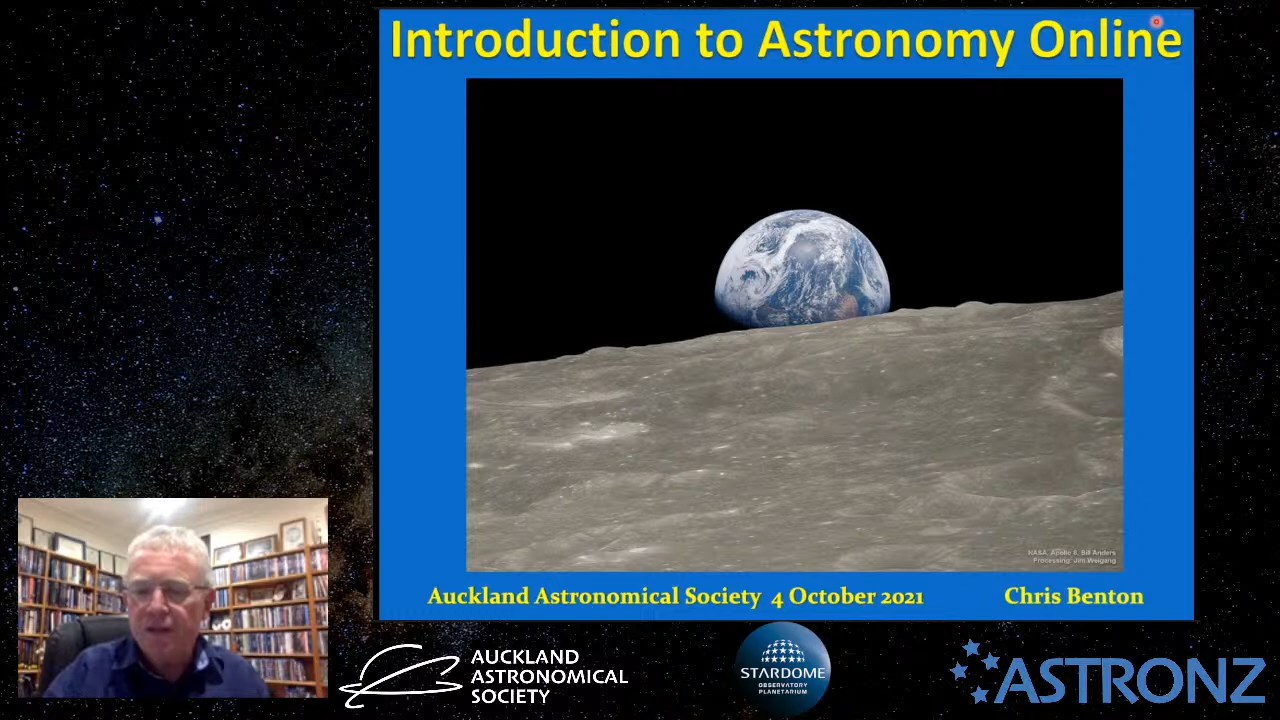 Introduction to Astronomy Online
NASA, Apollo 8, Bill Anders
Processing: Jim Weigang
Auckland Astronomical Society 4 October 2021
Chris Benton
AUCKLAND
ASTRONOMICAL
SOCIETY
STARDOME
OBSERVATORY
PLANETARIUM
ASTRONZ